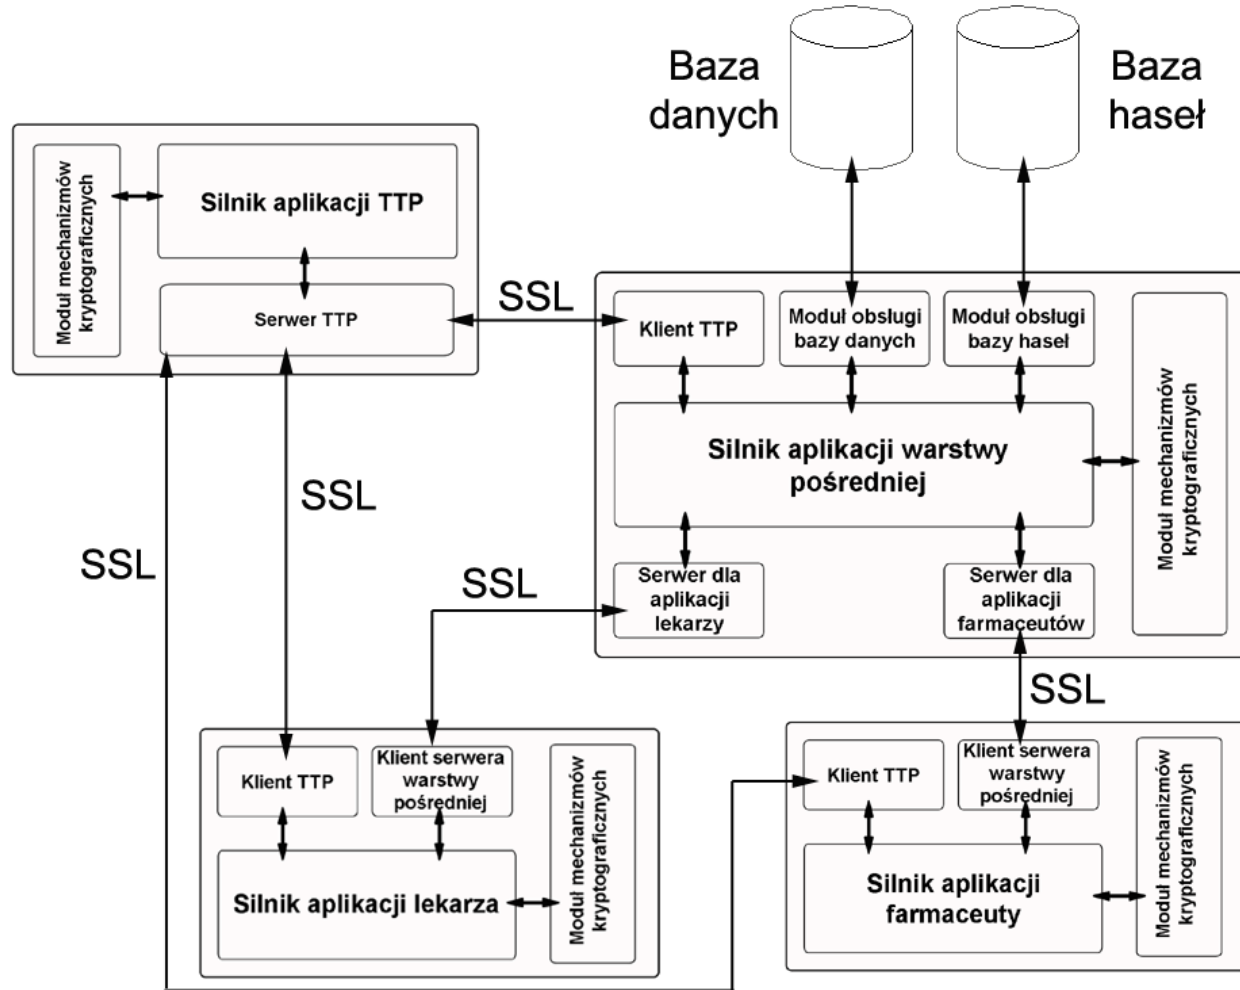 Baza
danych
Baza
haseł
Moduł mechanizmów
kryptograficznych
Silnik aplikacji TTP
Serwer TTP
SSL
Klient TTP
Moduł obsługi
bazy danych
Moduł obsługi
bazy haseł
Moduł mechanizmów
kryptograficznych
Silnik aplikacji warstwy
pośredniej
SSL
SSL
SSL
Serwer dla
aplikacji
lekarzy
Serwer dla
aplikacji
farmaceutów
SSL
Klient TTP
Klient serwera
warstwy
pośredniej
Moduł mechanizmów
kryptograficznych
Silnik aplikacji lekarza
Klient TTP
Klient serwera
warstwy
pośredniej
Moduł mechanizmów
kryptograficznych
Silnik aplikacji
farmaceuty